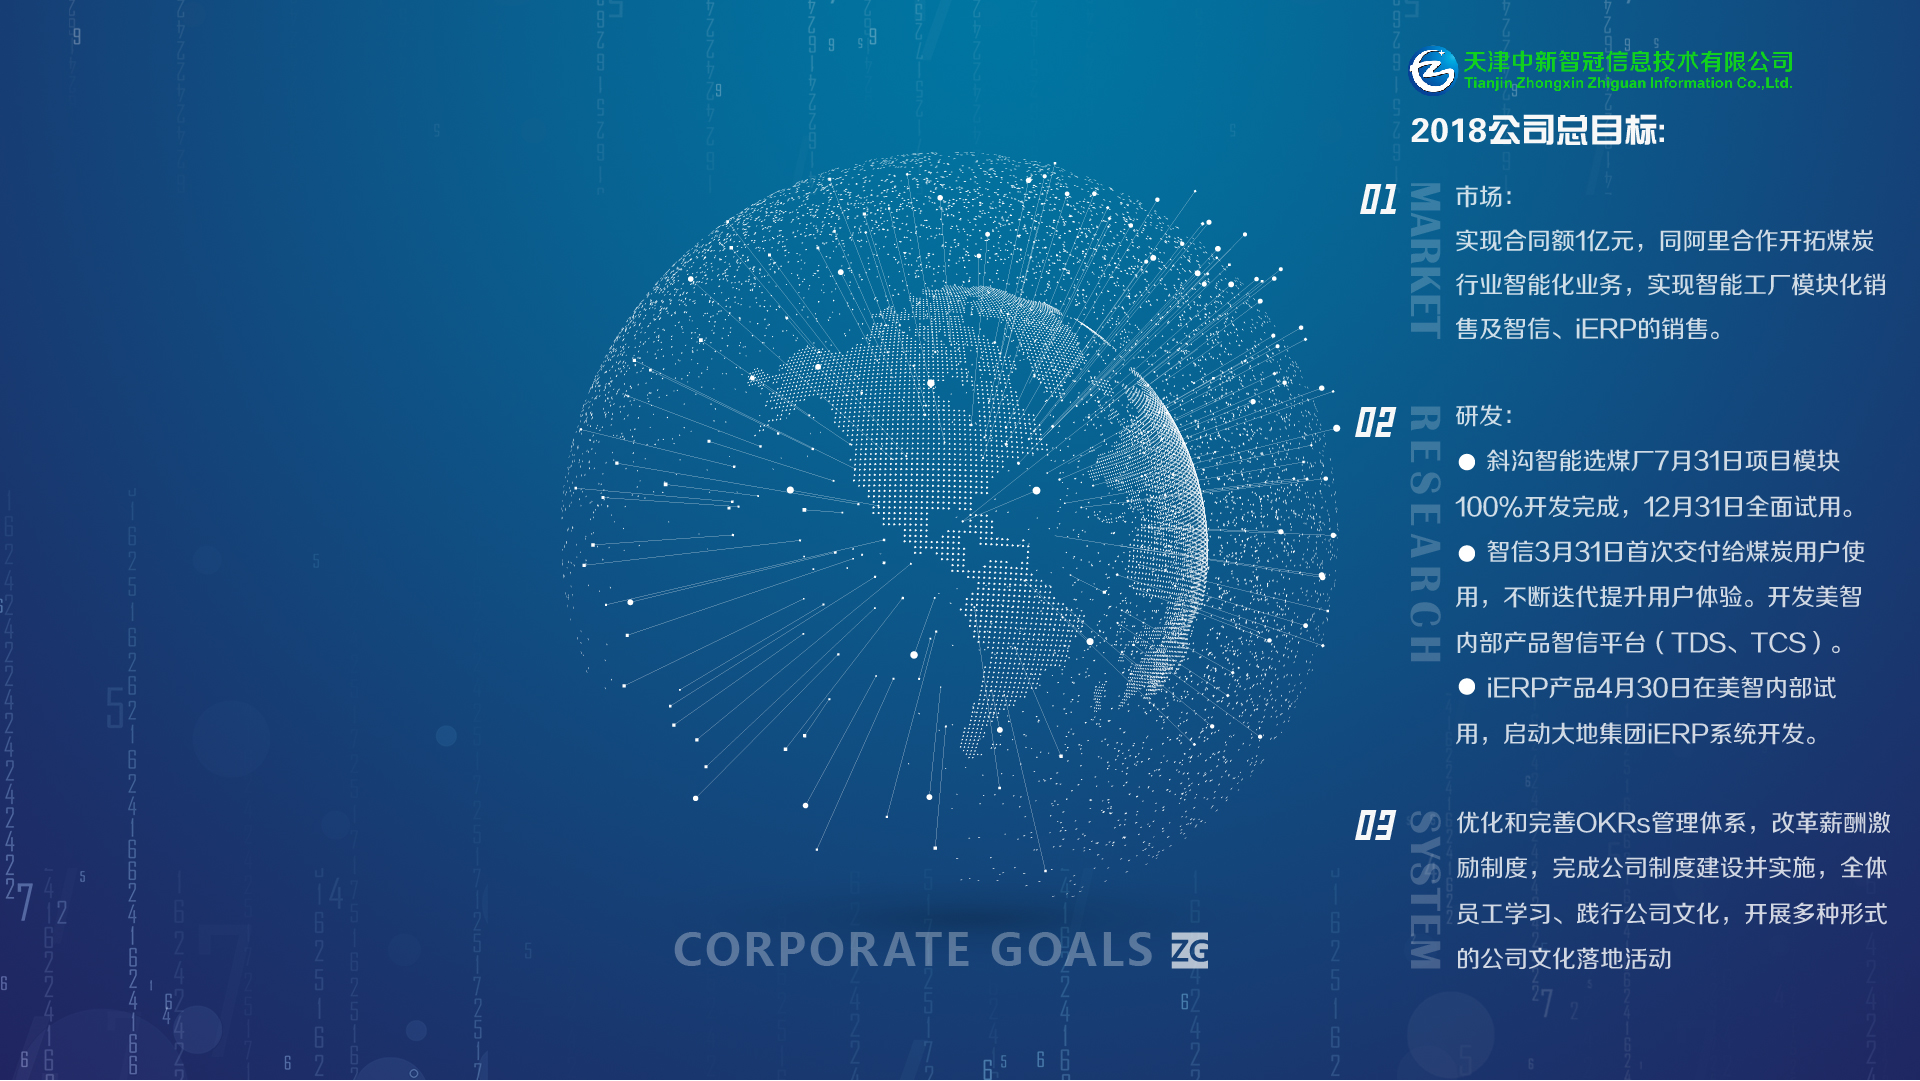 天津中新智冠信息技术有限公司
Tianjin Zhongxin Zhiguan Information Co.,Ltd.
2018公司总目标:
01
MARKET
市场：
实现合同额1亿元，同阿里合作开拓煤炭
行业智能化业务，实现智能工厂模块化销
售及智信、iERP的销售。
02
RESEARCH
研发：
● 斜沟智能选煤厂7月31日项目模块
100%开发完成，12月31日全面试用。
● 智信3月31日首次交付给煤炭用户使
用，不断迭代提升用户体验。开发美智
内部产品智信平台（TDS、TCS）。
● iERP产品4月30日在美智内部试
用，启动大地集团iERP系统开发。
03
SYSTEM
优化和完善OKRs管理体系，改革薪酬激
励制度，完成公司制度建设并实施，全体
员工学习、践行公司文化，开展多种形式
的公司文化落地活动
CORPORATE GOALS ZG